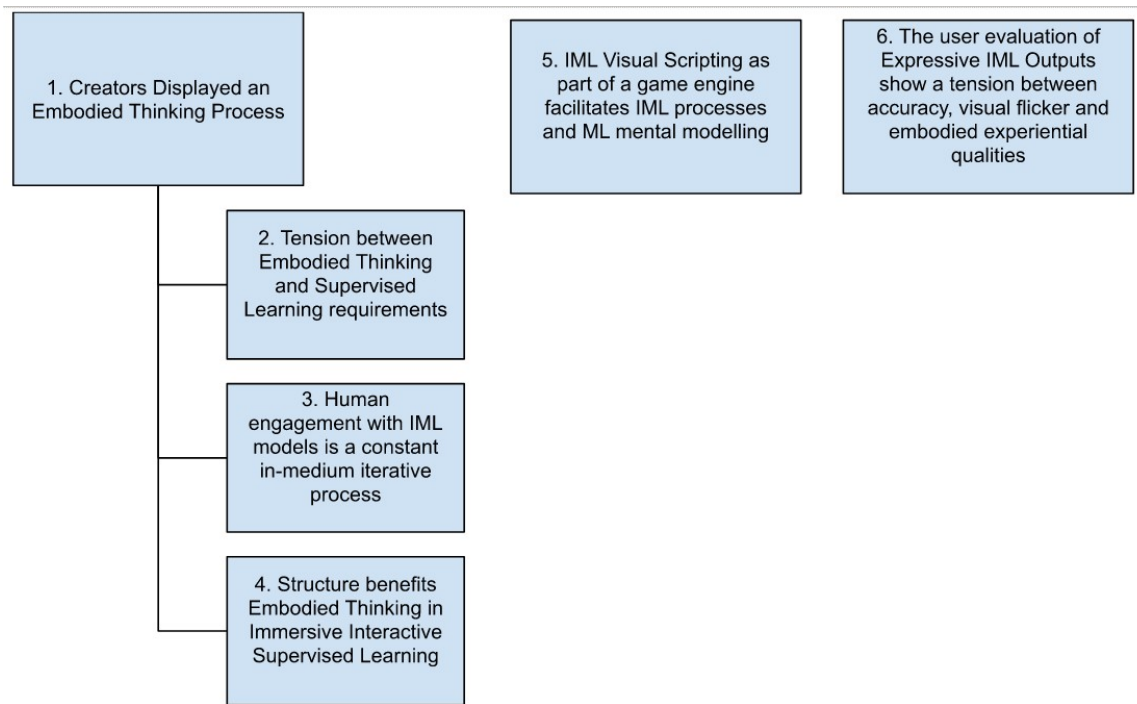 1. Creators Displayed an
Embodied Thinking Process
2. Tension between
Embodied Thinking
and Supervised
Learning requirements
3. Human
engagement with IML
models is a constant
in-medium iterative
process
4. Structure benefits
Embodied Thinking in
Immersive Interactive
Supervised Learning
5. IML Visual Scripting as
part of a game engine
facilitates IML processes
and ML mental modelling
6. The user evaluation of
Expressive IML Outputs
show a tension between
accuracy, visual flicker and
embodied experiential
qualities